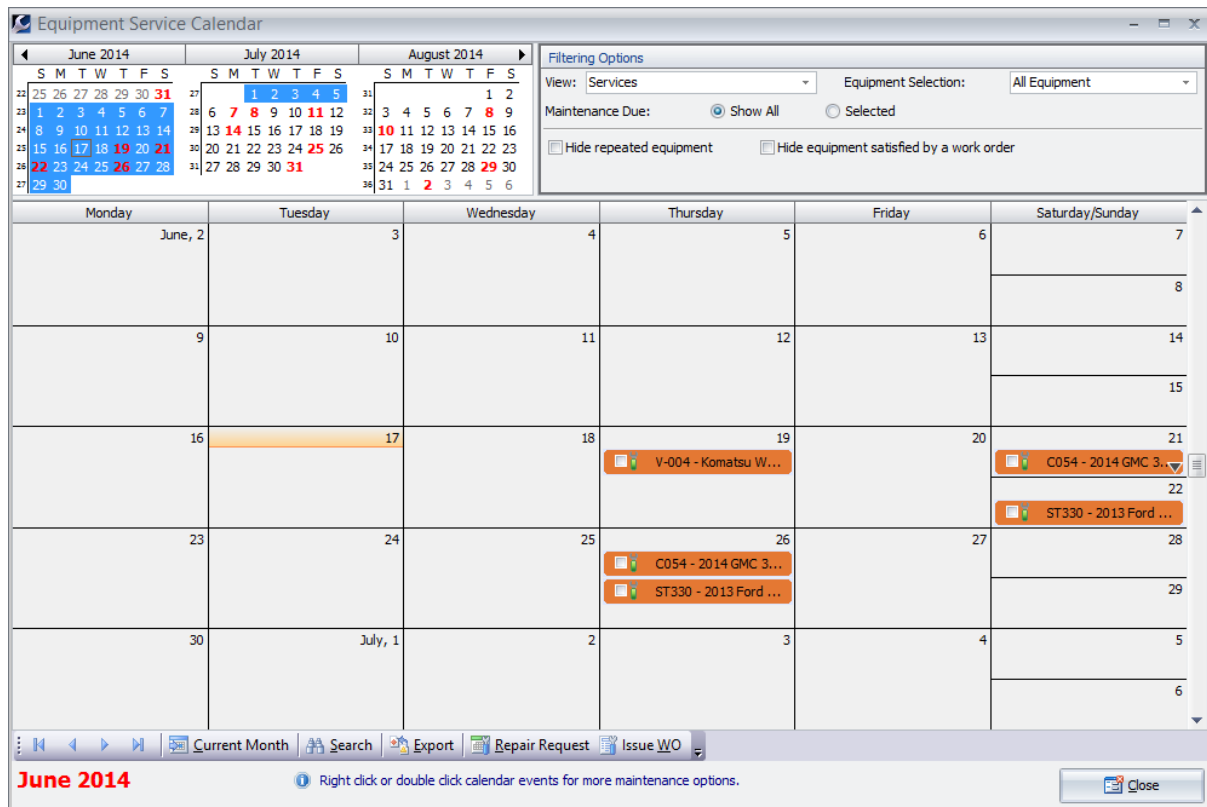 Equipment Service Calendar
June 2014 July 2014 August 2014
S M T W T F S S M T W T F S S M T W T F S
22 25 26 27 28 29 30 31 27 1 2 3 4 5 31 1 2
23 1 2 3 4 5 6 7 28 6 7 8 9 10 11 12 32 3 4 5 6 7 8 9
24 8 9 10 11 12 13 14 29 13 14 15 16 17 18 19 33 10 11 12 13 14 15 16
25 15 16 17 18 19 20 21 30 20 21 22 23 24 25 26 34 17 18 19 20 21 22 23
26 22 23 24 25 26 27 28 31 27 28 29 30 31 35 24 25 26 27 28 29 30
27 29 30 36 31 1 2 3 4 5 6
Filtering Options
View: Services Equipment Selection: All Equipment
Maintenance Due: Show All Selected
Hide repeated equipment Hide equipment satisfied by a work order
Monday Tuesday Wednesday Thursday Friday Saturday/Sunday
June, 2 3 4 5 6 7
8
9 10 11 12 13 14
15
16 17 18 19 20 21
V-004 - Komatsu W... C054 - 2014 GMC 3...
22
ST330 - 2013 Ford ...
23 24 25 26 27 28
C054 - 2014 GMC 3...
ST330 - 2013 Ford ... 29
30 July, 1 2 3 4 5
6
Current Month Search Export Repair Request Issue WO
June 2014 Right click or double click calendar events for more maintenance options. Close